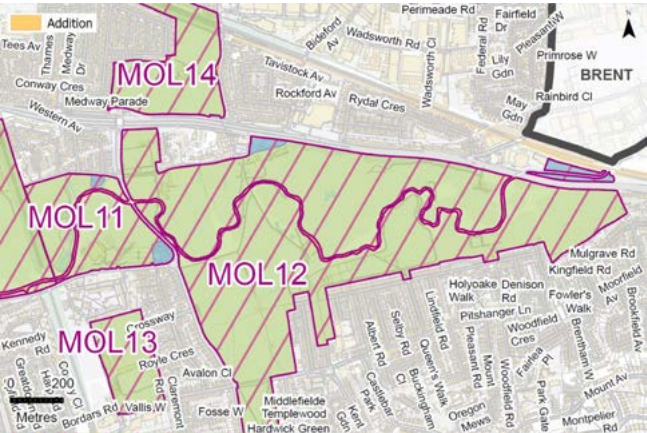 Addition
Perimeade Rd
Fairfield Dr
Pleasant W
Tees Av
Thames
Medway Dr
Bideford Av
Wadsworth Rd
Wadsworth Cl
Federal Rd
Lily Gdn
Primrose W
BRENT
N
Conway Cres
MOL14
Tavistock Av
Rockford Av
Rydal Cres
May Gdn
Rainbird Cl
Medway Parade
Western Av
MOL11
MOL12
Mulgrave Rd
Kingfield Rd
Moorfield Av
Brookfield Av
Holyoake Walk
Denison Rd
Fowler's Walk
Pitshanger Ln
Woodfield Cres
Brentham W
MOL13
Crossway
Kennedy Rd
Royle Cres
Avalon Cl
Claremont Rd
Albert Rd
Selby Rd
Lindfield Rd
Queen's Walk
Pleasant Rd
Mount
Woodfield Rd
Fairlea Pl
Park Gate
Mount Av
Castlebar Park
Kent Gdn
Cl
Buckingham
Oregon Mews
Montpelier Rd
0 200
Metres
Bordars Rd
Vallis W
Fosse W
Middlefielde
Templewood
Hardwick Green